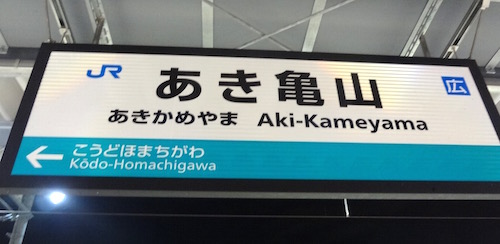 JR あき亀山 広
あきかめやま Aki-Kameyama
← こうどほまちがわ
Kōdo-Homachigawa